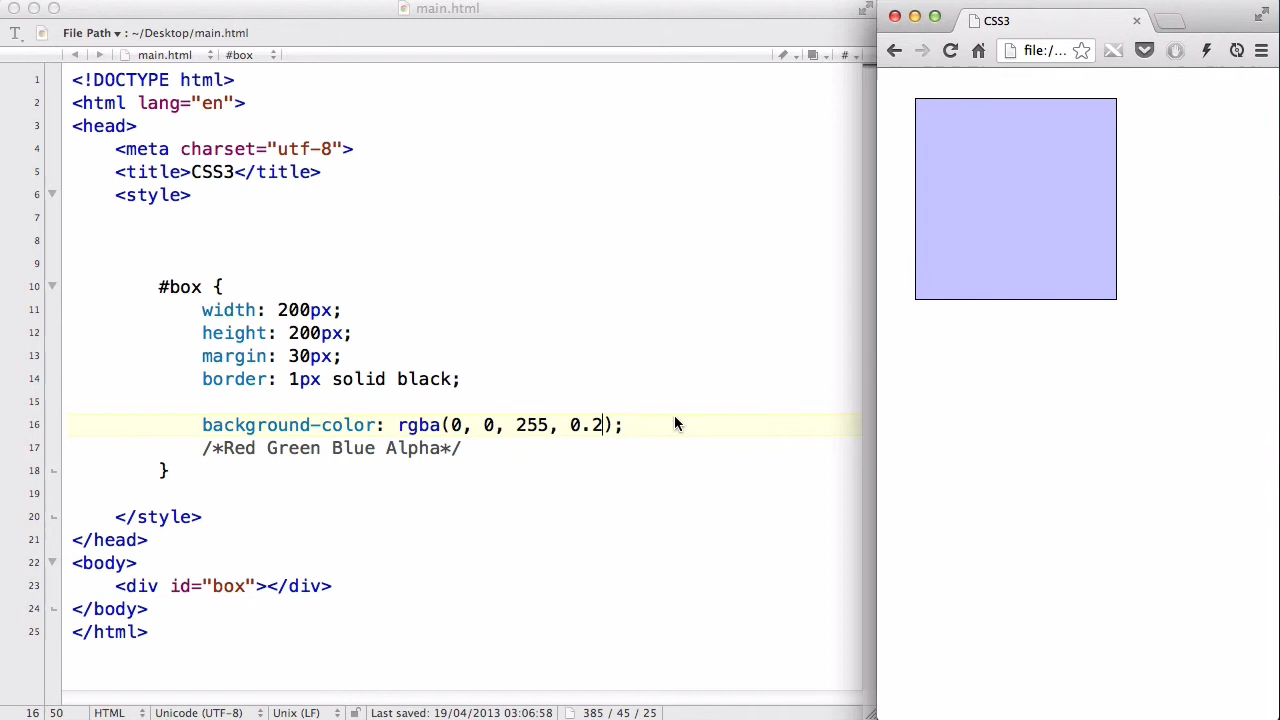 main.html
File Path ▾ : ~/Desktop/main.html
main.html #box
1 <!DOCTYPE html>
2 <html lang="en">
3 <head>
4 <meta charset="utf-8">
5 <title>CSS3</title>
6 <style>
7
8
9
10 #box {
11 width: 200px;
12 height: 200px;
13 margin: 30px;
14 border: 1px solid black;
15
16 background-color: rgba(0, 0, 255, 0.2);
17 /*Red Green Blue Alpha*/
18 }
19
20 </style>
21 </head>
22 <body>
23 <div id="box"></div>
24 </body>
25 </html>
16 50 HTML Unicode (UTF-8) Unix (LF) Last saved: 19/04/2013 03:06:58 385 / 45 / 25
CSS3
file:/...